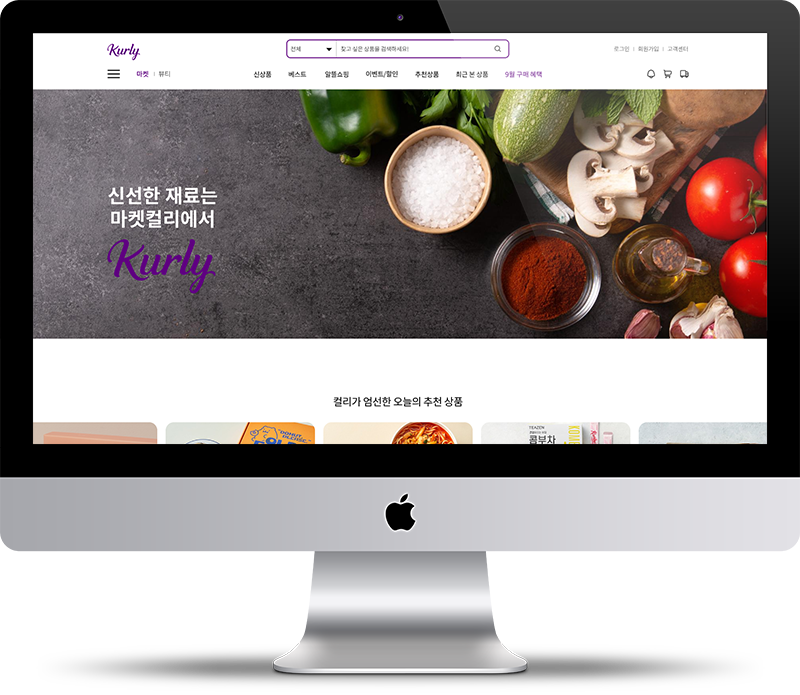 Kurly
전체
찾고 싶은 상품을 검색하세요!
로그인 | 회원가입 | 고객센터
마켓 | 뷰티
신상품
베스트
알뜰쇼핑
이벤트/할인
추천상품
최근 본 상품
9월 구매 혜택
신선한 재료는
마켓컬리에서
Kurly
컬리가 엄선한 오늘의 추천 상품
DONUT
TEAZEN
콤부차